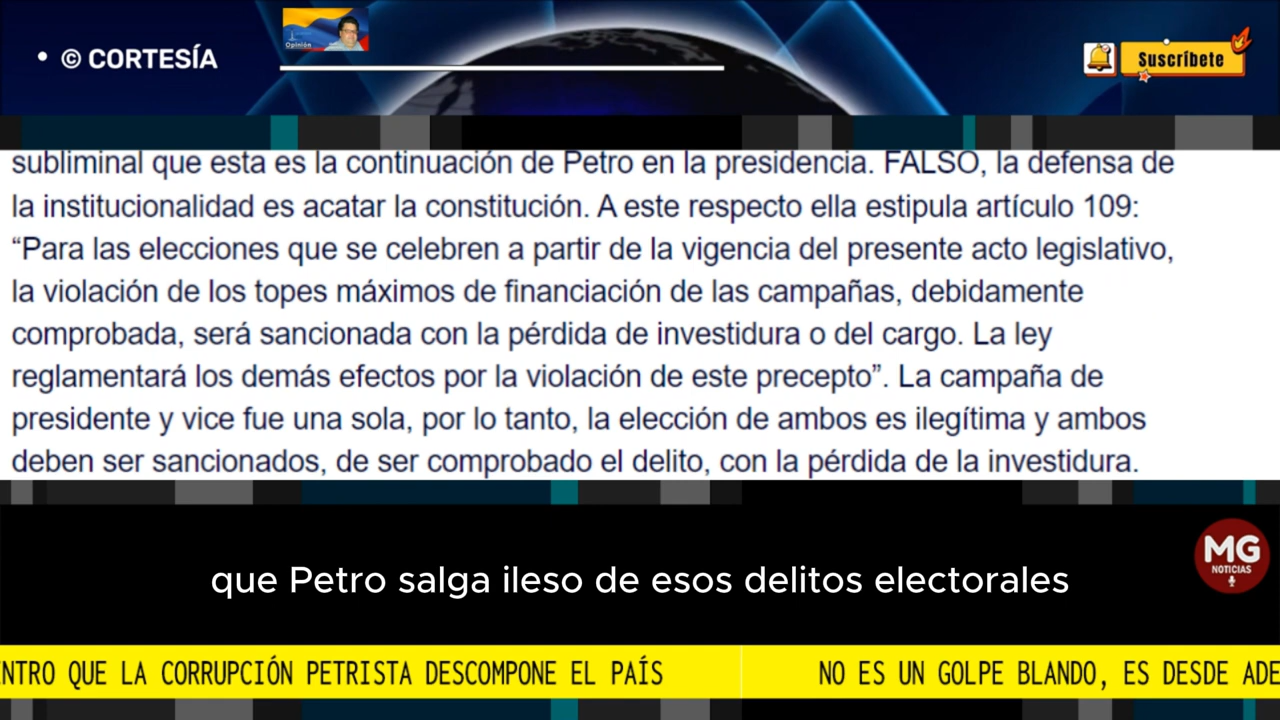 • © CORTESÍA
Opinión
Suscríbete
subliminal que esta es la continuación de Petro en la presidencia. FALSO, la defensa de
la institucionalidad es acatar la constitución. A este respecto ella estipula artículo 109:
“Para las elecciones que se celebren a partir de la vigencia del presente acto legislativo,
la violación de los topes máximos de financiación de las campañas, debidamente
comprobada, será sancionada con la pérdida de investidura o del cargo. La ley
reglamentará los demás efectos por la violación de este precepto”. La campaña de
presidente y vice fue una sola, por lo tanto, la elección de ambos es ilegítima y ambos
deben ser sancionados, de ser comprobado el delito, con la pérdida de la investidura.
MG
NOTICIAS
que Petro salga ileso de esos delitos electorales
NTRO QUE LA CORRUPCIÓN PETRISTA DESCOMPONE EL PAÍS NO ES UN GOLPE BLANDO, ES DESDE ADE